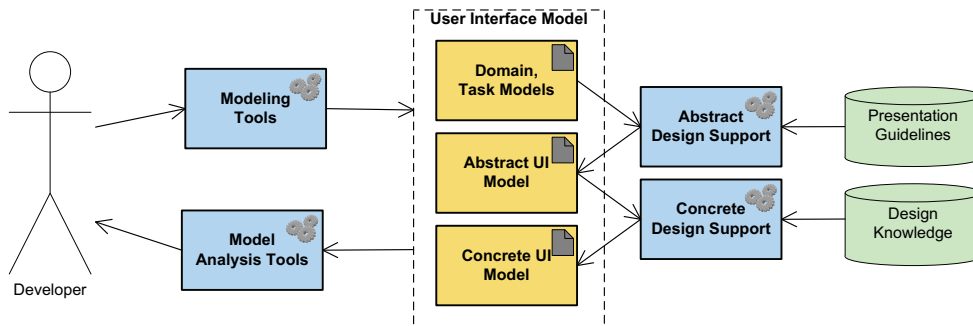 User Interface Model
Domain,
Task Models
Modeling
Tools
Abstract
Design Support
Presentation
Guidelines
Abstract UI
Model
Concrete
Design Support
Design
Knowledge
Model
Analysis Tools
Concrete UI
Model
Developer